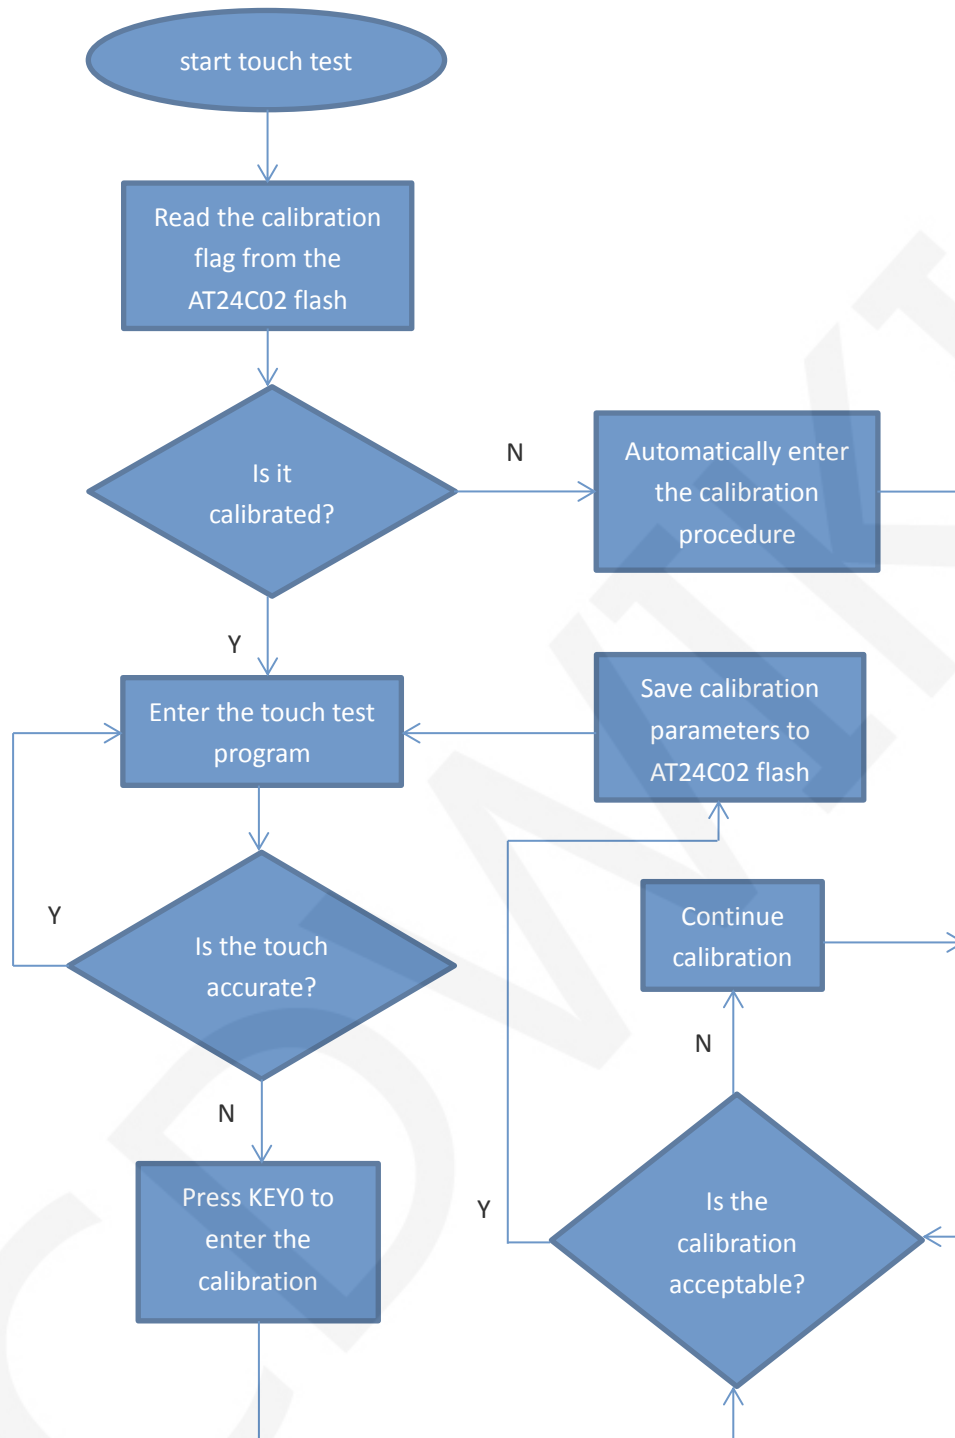 start touch test
Read the calibration
flag from the
AT24C02 flash
Is it
calibrated?
N
Automatically enter
the calibration
procedure
Y
Enter the touch test
program
Save calibration
parameters to
AT24C02 flash
Y
Is the touch
accurate?
Continue
calibration
N
N
Press KEY0 to
enter the
calibration
Y
Is the
calibration
acceptable?